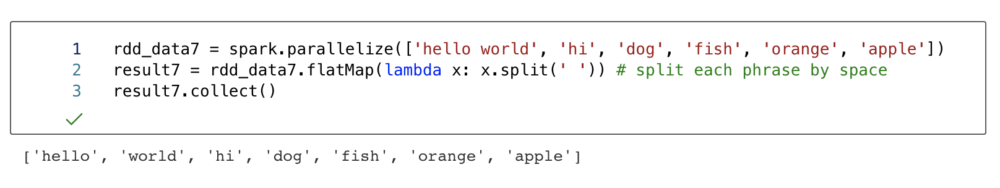 1 rdd_data7 = spark.parallelize(['hello world', 'hi', 'dog', 'fish', 'orange', 'apple'])
2 result7 = rdd_data7.flatMap(lambda x: x.split(' ')) # split each phrase by space
3 result7.collect()
['hello', 'world', 'hi', 'dog', 'fish', 'orange', 'apple']